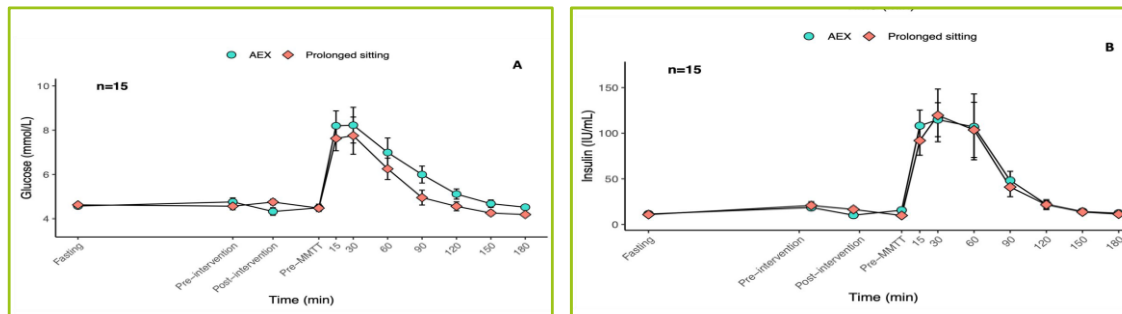 AEX Prolonged sitting
A
n=15
10
8
6
4
Glucose (mmol/L)
Fasting
Pre-intervention
Post-intervention
Pre-MMTT
15
30
60
90
120
150
180
Time (min)
AEX Prolonged sitting
B
n=15
150
100
50
0
Insulin (IU/mL)
Fasting
Pre-intervention
Post-intervention
Pre-MMTT
15
30
60
90
120
150
180
Time (min)